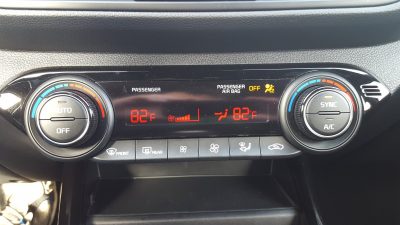 PASSENGER
PASSENGER AIR BAG OFF
82°F
82°F
AUTO
OFF
SYNC
A/C
FRONT
REAR